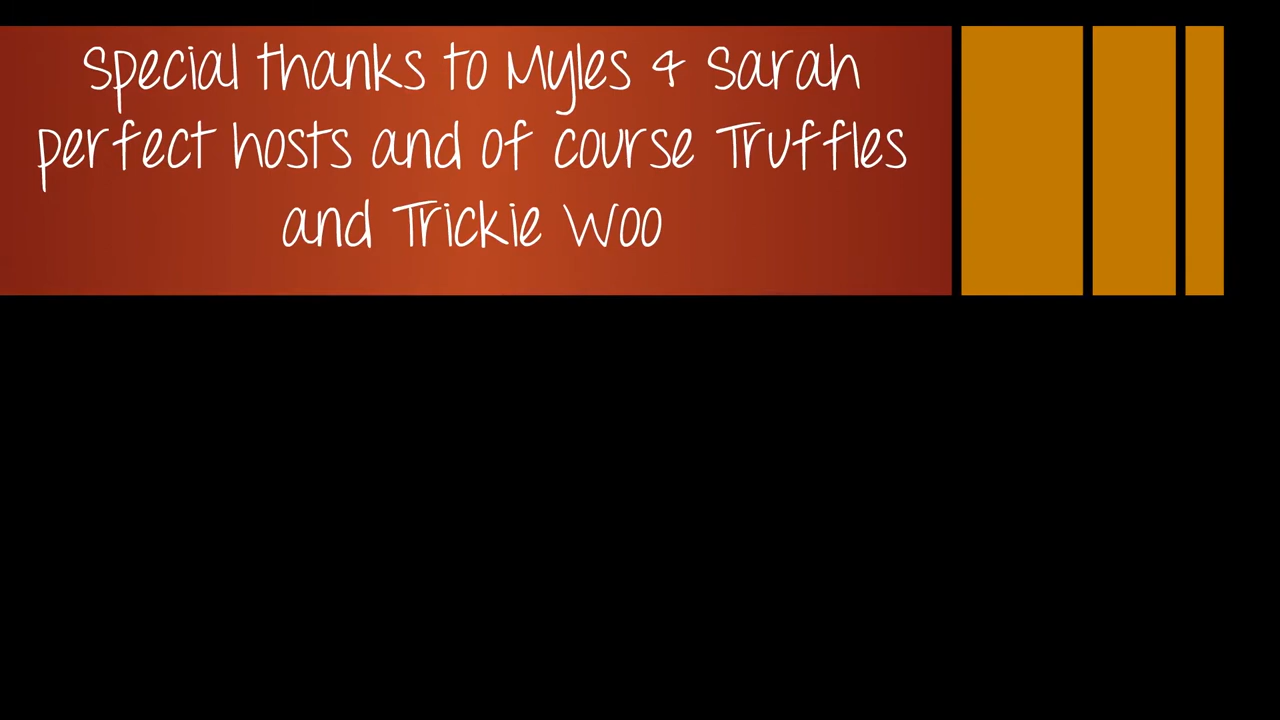 Special thanks to Myles & Sarah
perfect hosts and of course Truffles
and Trickie Woo